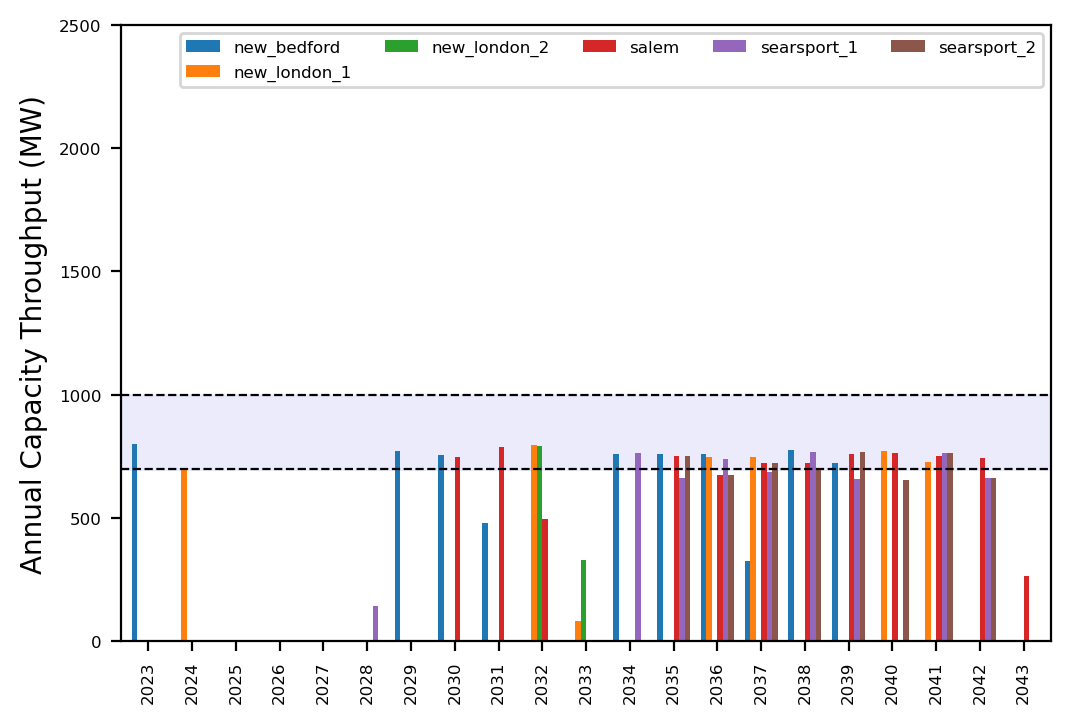 Annual Capacity Throughput (MW)
2500
2000
1500
1000
500
0
new_bedford new_london_2 salem searsport_1 searsport_2
new_london_1
2023 2024 2025 2026 2027 2028 2029 2030 2031 2032 2033 2034 2035 2036 2037 2038 2039 2040 2041 2042 2043